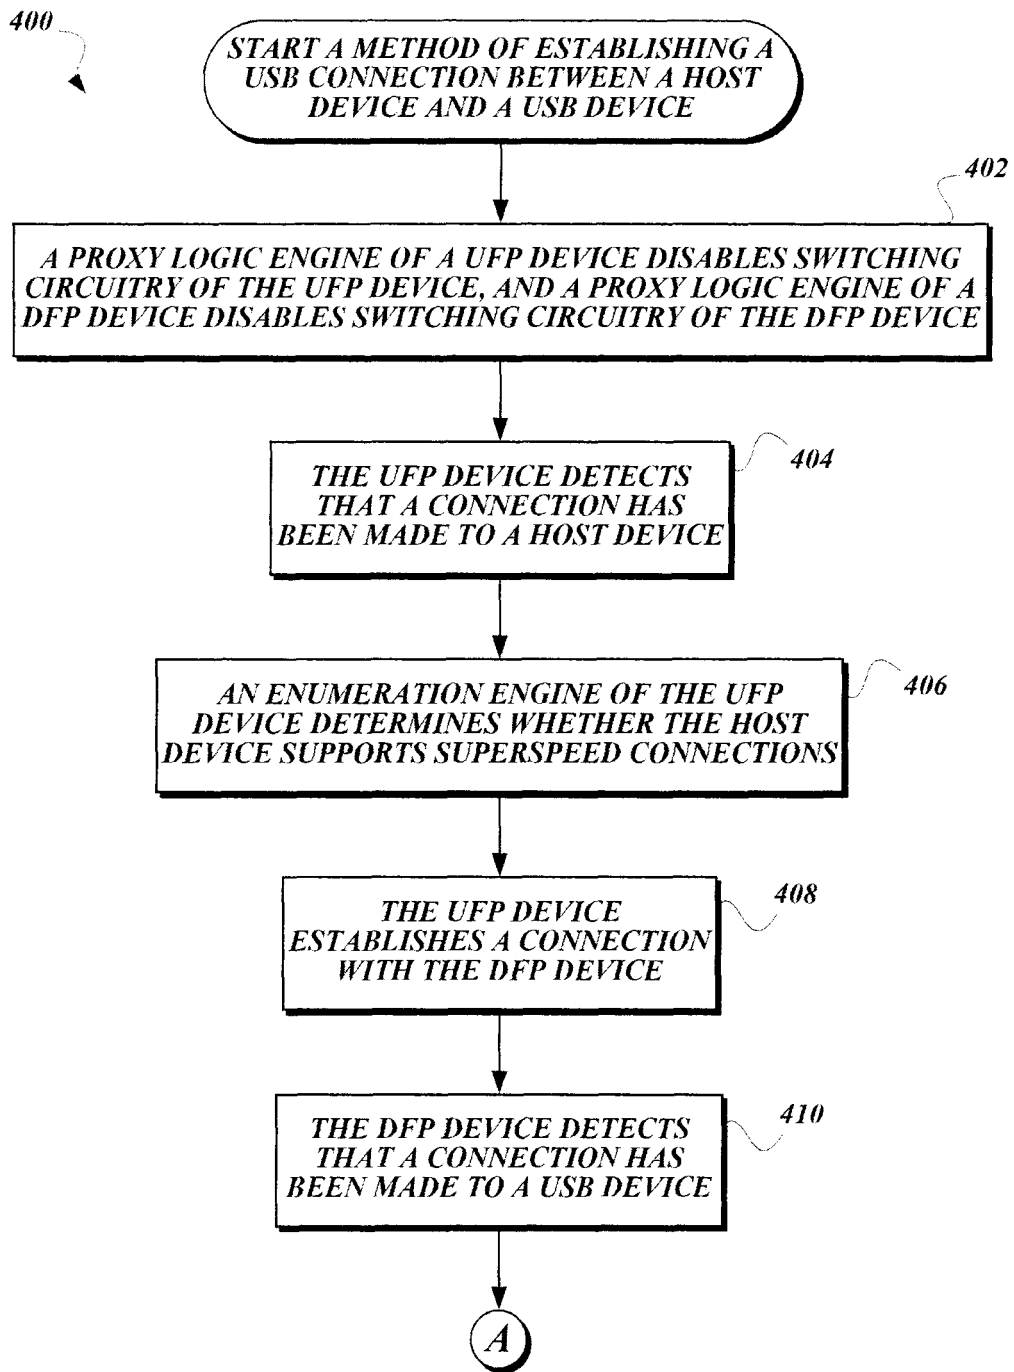 400
START A METHOD OF ESTABLISHING A
USB CONNECTION BETWEEN A HOST
DEVICE AND A USB DEVICE
402
A PROXY LOGIC ENGINE OF A UFP DEVICE DISABLES SWITCHING
CIRCUITRY OF THE UFP DEVICE, AND A PROXY LOGIC ENGINE OF A
DFP DEVICE DISABLES SWITCHING CIRCUITRY OF THE DFP DEVICE
404
THE UFP DEVICE DETECTS
THAT A CONNECTION HAS
BEEN MADE TO A HOST DEVICE
406
AN ENUMERATION ENGINE OF THE UFP
DEVICE DETERMINES WHETHER THE HOST
DEVICE SUPPORTS SUPERSPEED CONNECTIONS
408
THE UFP DEVICE
ESTABLISHES A CONNECTION
WITH THE DFP DEVICE
410
THE DFP DEVICE DETECTS
THAT A CONNECTION HAS
BEEN MADE TO A USB DEVICE
A